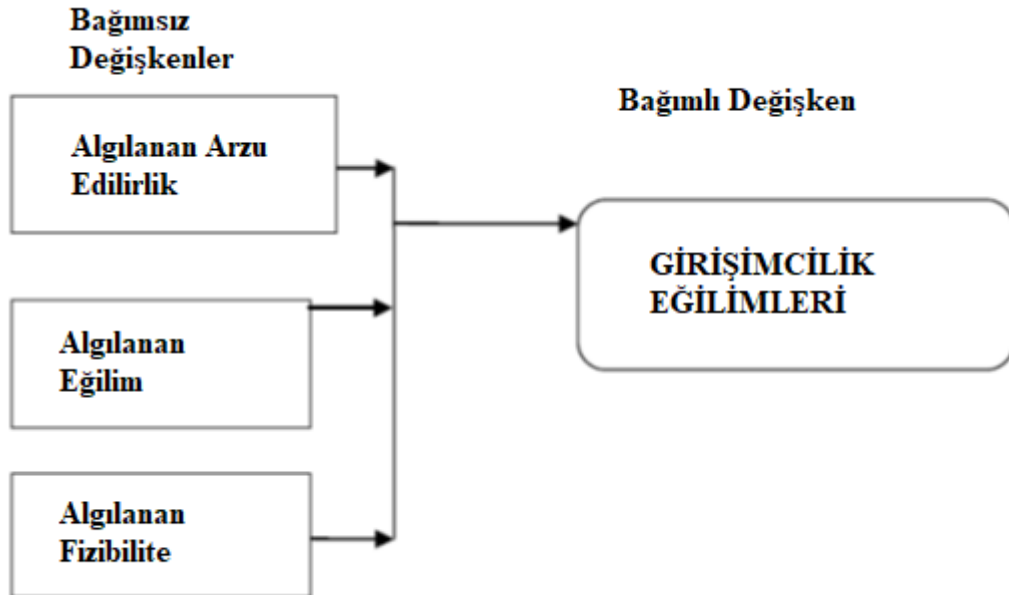 Bağımsız
Değişkenler
Algılanan Arzu
Edilirlik
Algılanan
Eğilim
Algılanan
Fizibilite
Bağımlı Değişken
GİRİŞİMCİLİK
EĞİLİMLERİ